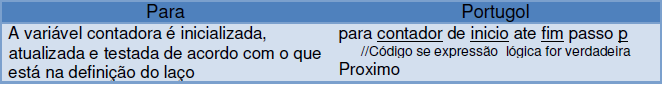 Para Portugol
A variável contadora é inicializada, para contador de inicio ate fim passo p
atualizada e testada de acordo com o que //Código se expressão lógica for verdadeira
está na definição do laço Proximo